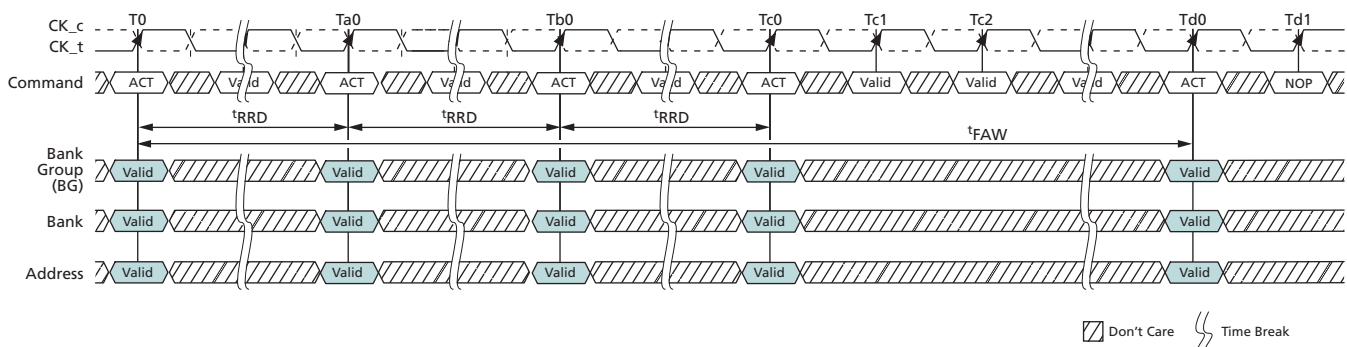 T0 Ta0 Tb0 Tc0 Tc1 Tc2 Td0 Td1
CK_c
CK_t
Command ACT Valid ACT Valid ACT Valid ACT Valid Valid Valid ACT NOP
tRRD tRRD tRRD
tFAW
Bank
Group
(BG)
Valid Valid Valid Valid Valid
Bank Valid Valid Valid Valid Valid
Address Valid Valid Valid Valid Valid
Don't Care Time Break